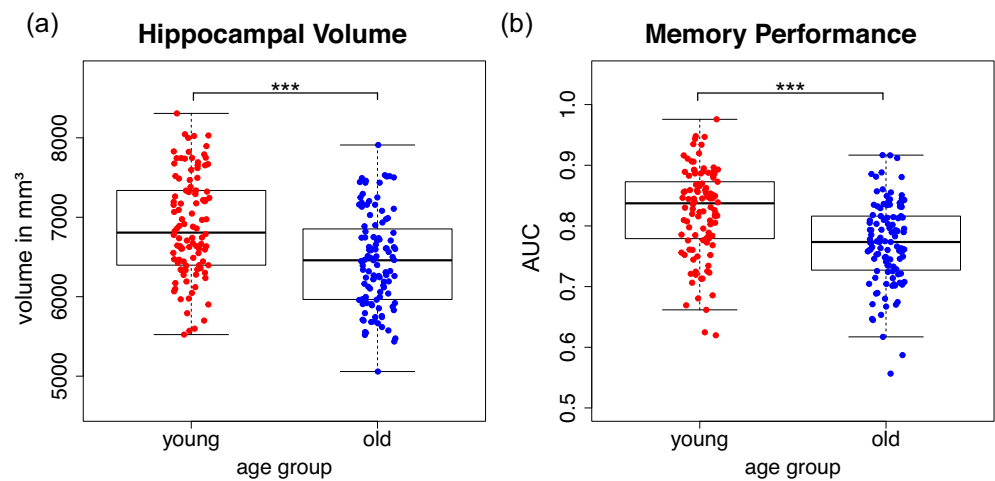 (a)
Hippocampal Volume
***
volume in mm³
8000
7000
6000
5000
young
old
age group
(b)
Memory Performance
***
AUC
1.0
0.9
0.8
0.7
0.6
0.5
young
old
age group